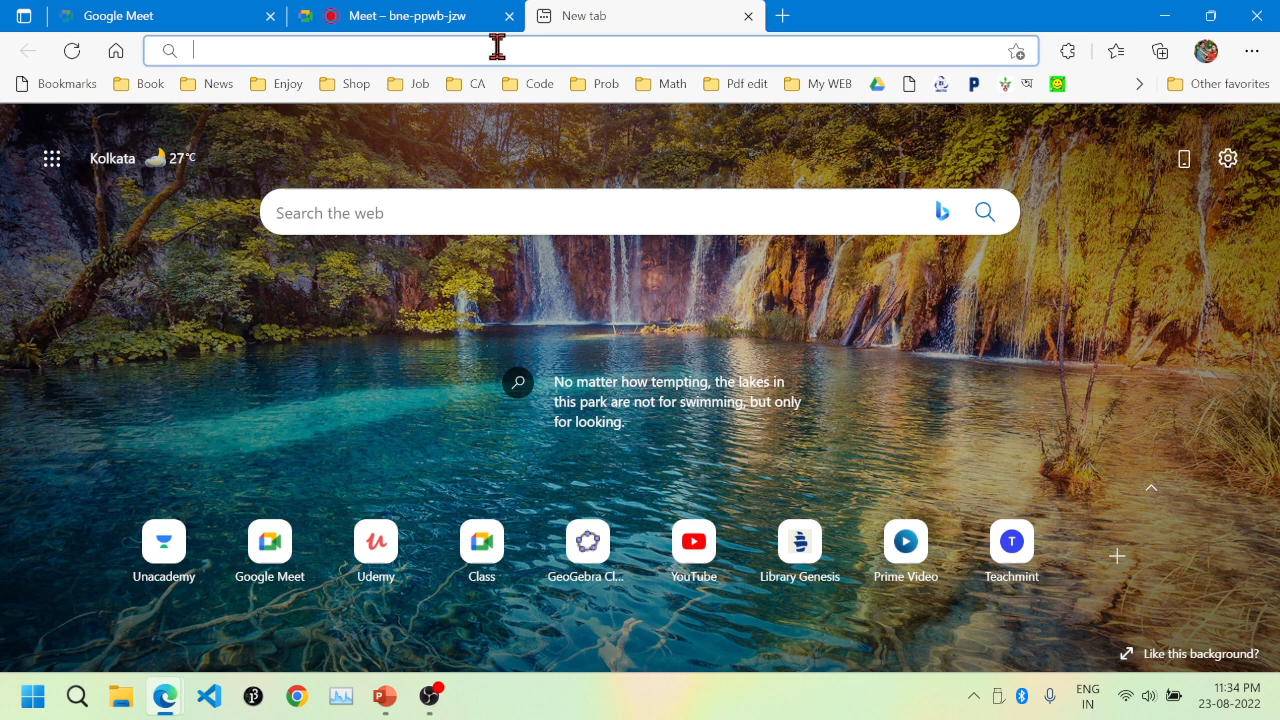 Google Meet
Meet – bne-ppwb-jzw
New tab
Bookmarks Book News Enjoy Shop Job CA Code Prob Math Pdf edit My WEB P অ Other favorites
Kolkata 27°C
Search the web
No matter how tempting, the lakes in
this park are not for swimming, but only
for looking.
T
Unacademy Google Meet Udemy Class GeoGebra Cl... YouTube Library Genesis Prime Video Teachmint
Like this background?
ENG
IN
11:34 PM
23-08-2022